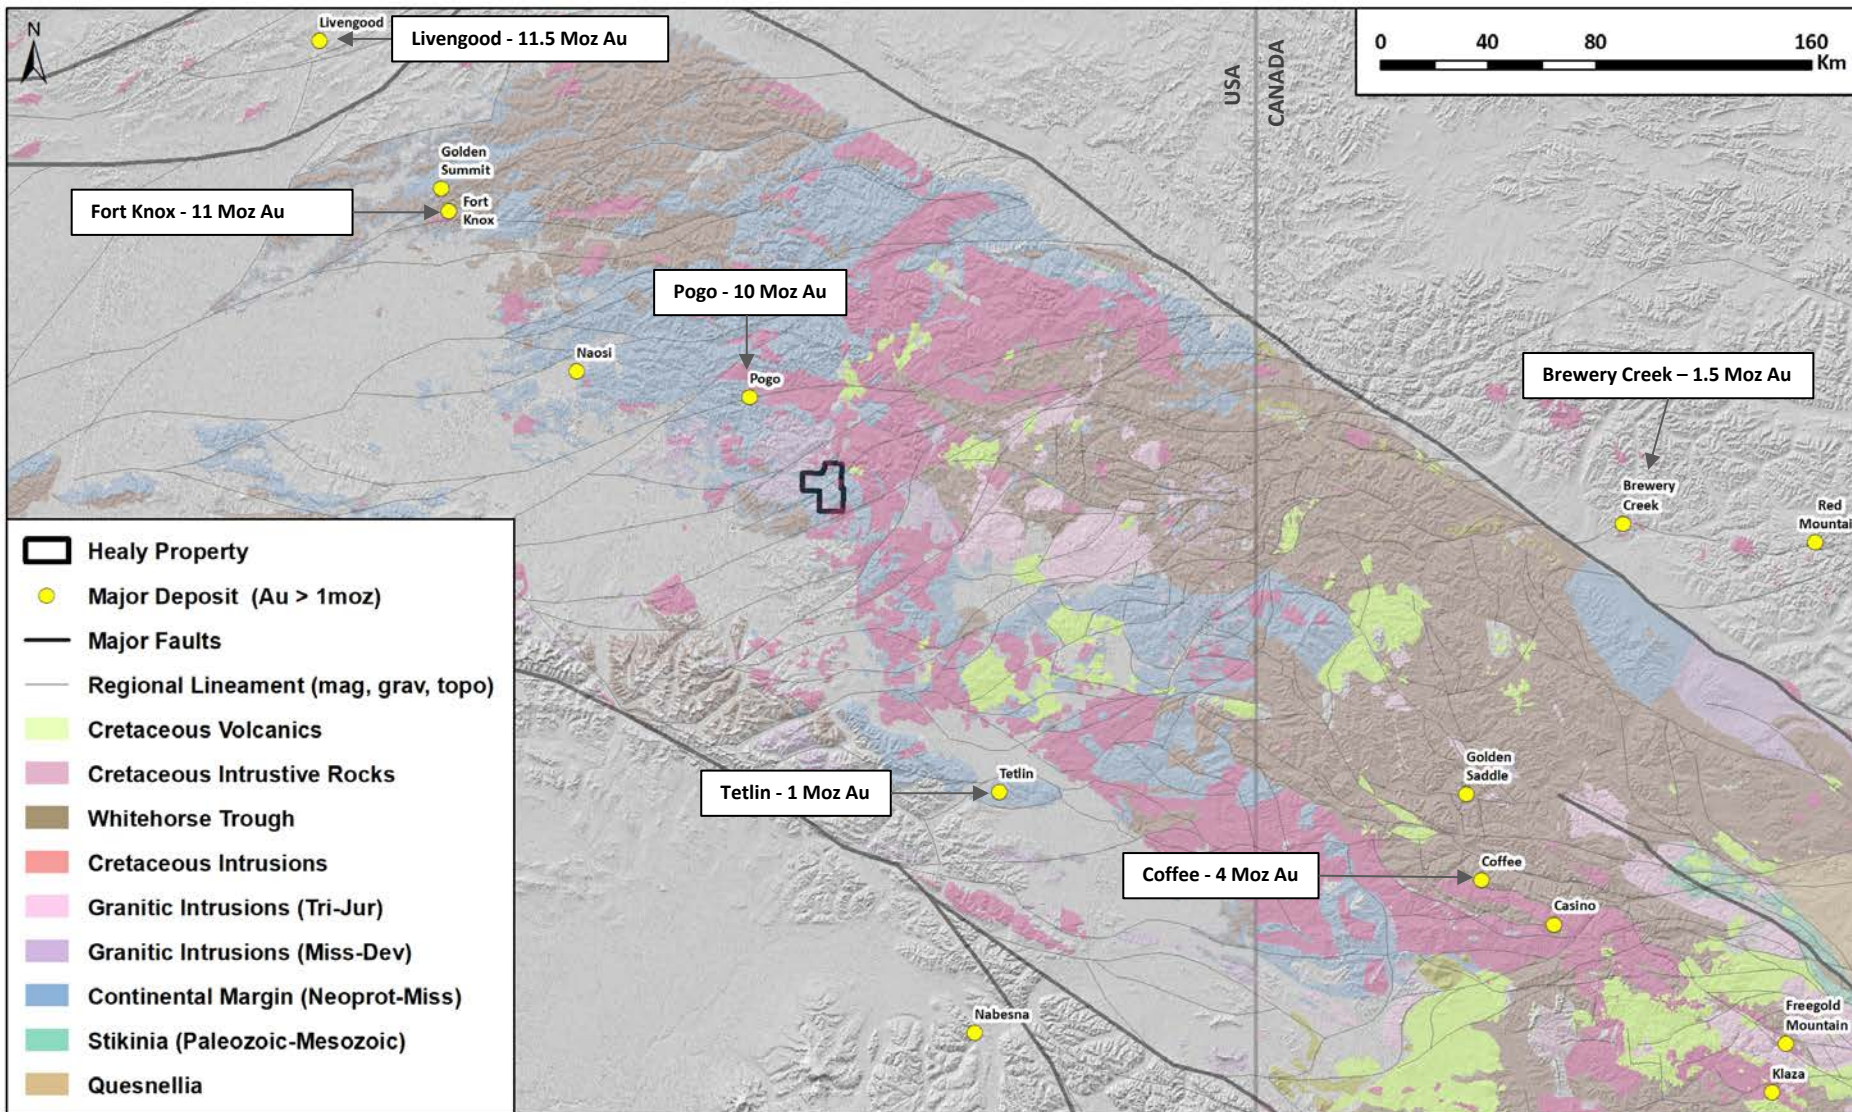 N
Livengood
Livengood - 11.5 Moz Au
0 40 80 160
Km
USA
CANADA
Golden
Summit
Fort Knox - 11 Moz Au
Fort
Knox
Pogo - 10 Moz Au
Naosi
Pogo
Brewery Creek – 1.5 Moz Au
Brewery
Creek
Red
Mountai
Healy Property
Major Deposit (Au > 1moz)
Major Faults
Regional Lineament (mag, grav, topo)
Cretaceous Volcanics
Cretaceous Intrustive Rocks
Whitehorse Trough
Cretaceous Intrusions
Granitic Intrusions (Tri-Jur)
Granitic Intrusions (Miss-Dev)
Continental Margin (Neoprot-Miss)
Stikinia (Paleozoic-Mesozoic)
Quesnellia
Tetlin
Tetlin - 1 Moz Au
Golden
Saddle
Coffee - 4 Moz Au
Coffee
Casino
Nabesna
Freegold
Mountain
Klaza